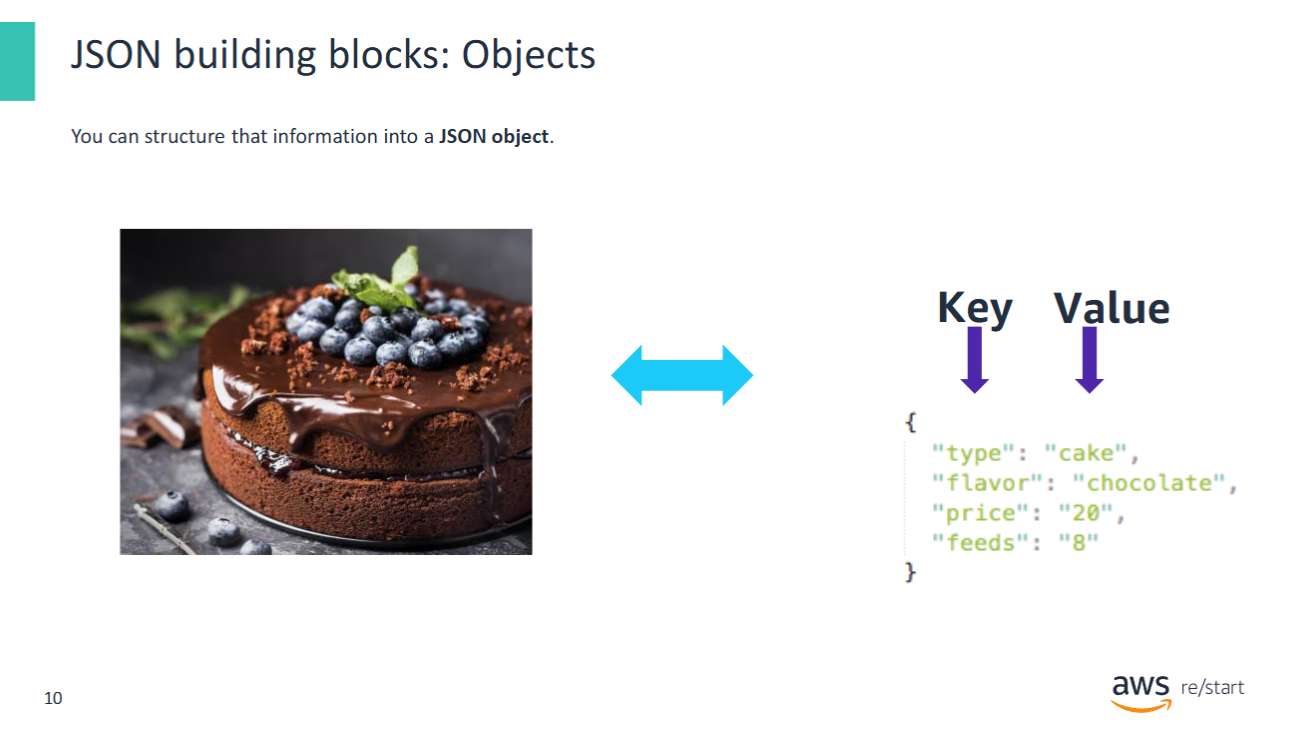 JSON building blocks: Objects
You can structure that information into a JSON object.
Key Value
{
"type": "cake",
"flavor": "chocolate",
"price": "20",
"feeds": "8"
}
10
aws re/start